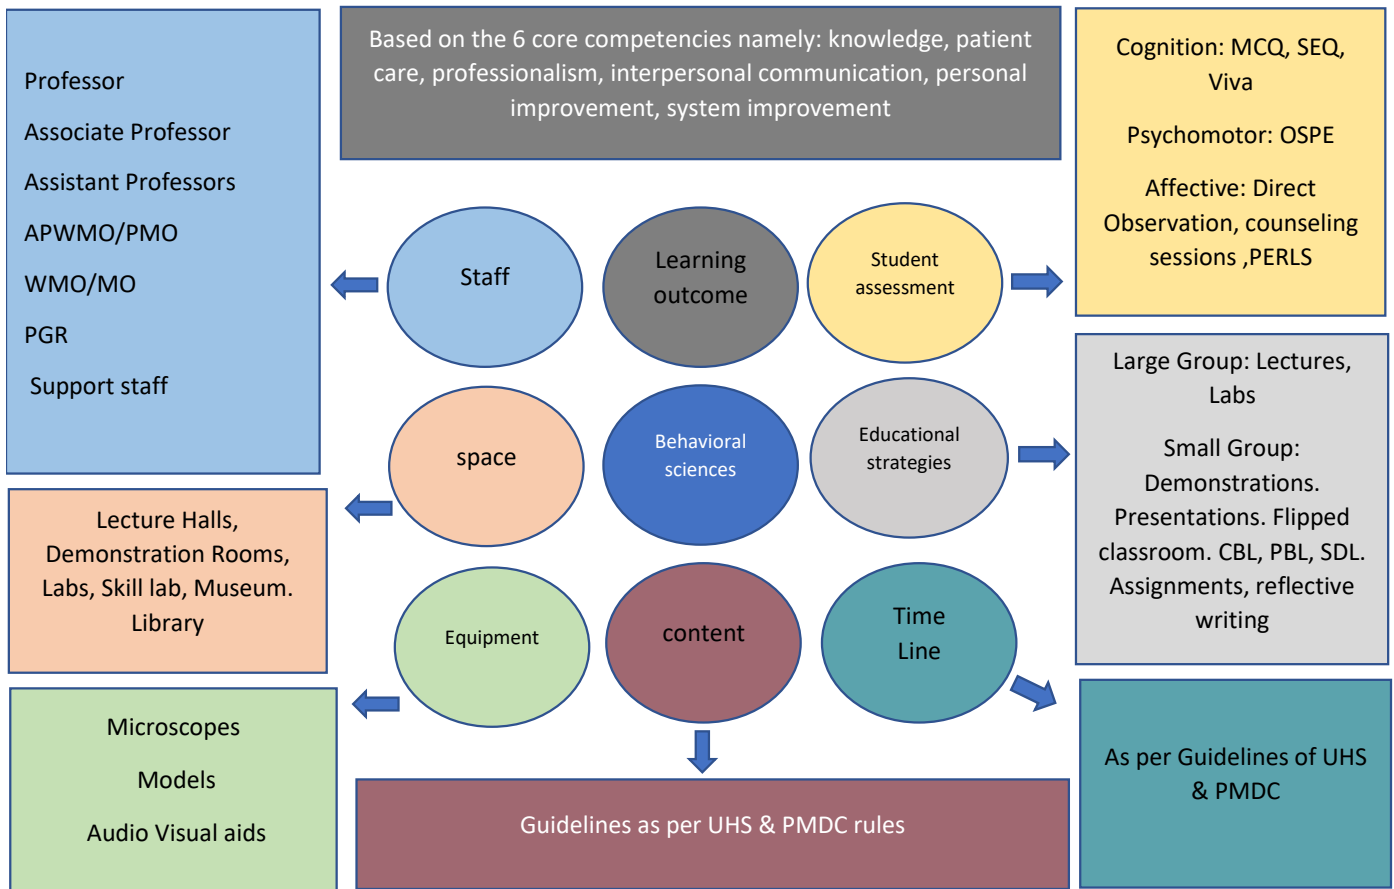 Professor
Associate Professor
Assistant Professors
APWMO/PMO
WMO/MO
PGR
Support staff
Based on the 6 core competencies namely: knowledge, patient
care, professionalism, interpersonal communication, personal
improvement, system improvement
Cognition: MCQ, SEQ,
Viva
Psychomotor: OSPE
Affective: Direct
Observation, counseling
sessions ,PERLS
Staff
Learning
outcome
Student
assessment
space
Behavioral
sciences
Educational
strategies
Large Group: Lectures,
Labs
Small Group:
Demonstrations.
Presentations. Flipped
classroom. CBL, PBL, SDL.
Assignments, reflective
writing
Lecture Halls,
Demonstration Rooms,
Labs, Skill lab, Museum.
Library
Equipment
content
Time
Line
Microscopes
Models
Audio Visual aids
Guidelines as per UHS & PMDC rules
As per Guidelines of UHS
& PMDC